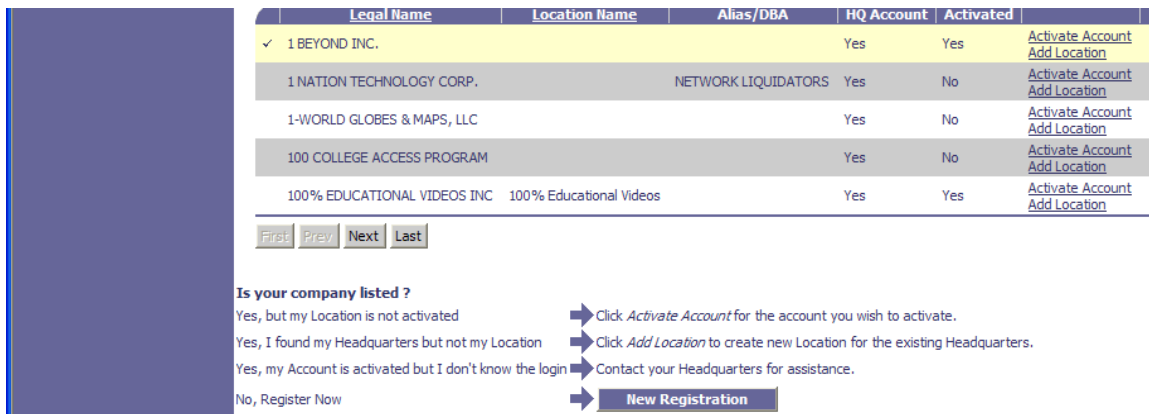 Legal Name Location Name Alias/DBA HQ Account Activated
✓ 1 BEYOND INC. Yes Yes Activate Account
Add Location
1 NATION TECHNOLOGY CORP. NETWORK LIQUIDATORS Yes No Activate Account
Add Location
1-WORLD GLOBES & MAPS, LLC Yes No Activate Account
Add Location
100 COLLEGE ACCESS PROGRAM Yes No Activate Account
Add Location
100% EDUCATIONAL VIDEOS INC 100% Educational Videos Yes Yes Activate Account
Add Location
First Prev Next Last
Is your company listed ?
Yes, but my Location is not activated Click Activate Account for the account you wish to activate.
Yes, I found my Headquarters but not my Location Click Add Location to create new Location for the existing Headquarters.
Yes, my Account is activated but I don't know the login Contact your Headquarters for assistance.
No, Register Now New Registration